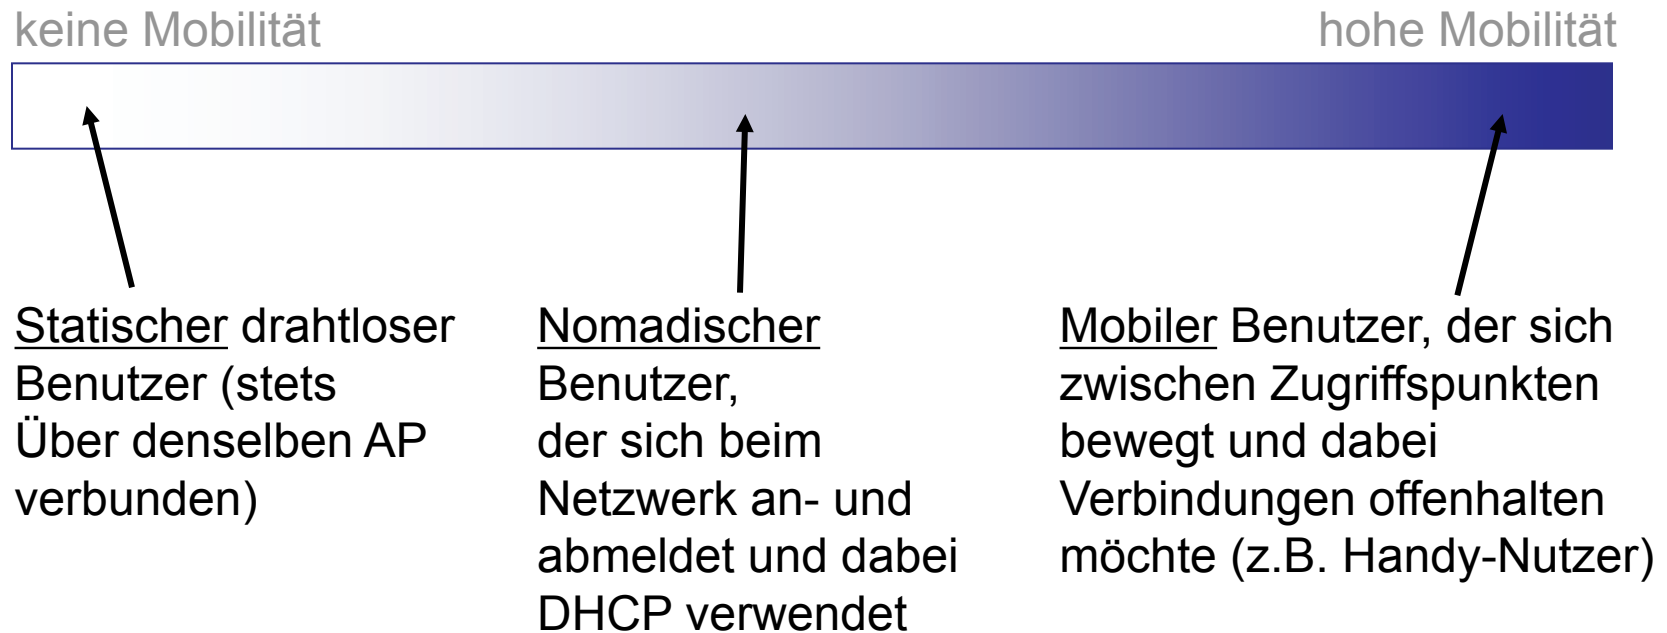 keine Mobilität
hohe Mobilität
Statischer drahtloser
Benutzer (stets
Über denselben AP
verbunden)
Nomadischer
Benutzer,
der sich beim
Netzwerk an- und
abmeldet und dabei
DHCP verwendet
Mobiler Benutzer, der sich
zwischen Zugriffspunkten
bewegt und dabei
Verbindungen offenhalten
möchte (z.B. Handy-Nutzer)